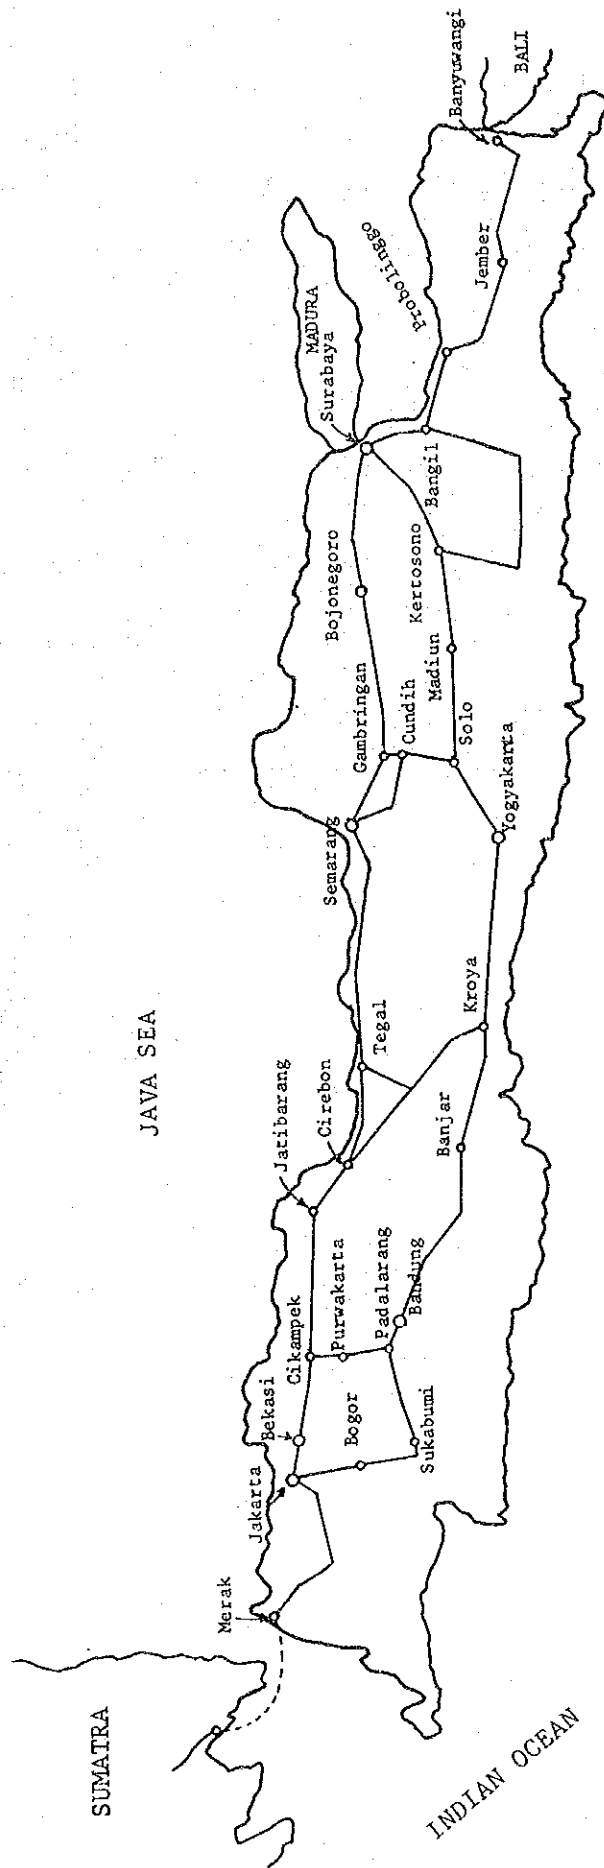 SUMATRA
JAVA SEA
INDIAN OCEAN
Merak
Jakarta
Bekasi
Bogor
Sukabumi
Cikampek
Purwakarta
Padalarang
Bandung
Jatibarang
Cirebon
Banjar
Tegal
Kroya
Semarang
Yogyakarta
Gambringan
Cundih
Solo
Madiun
Kertosono
Bojonegoro
MADURA
Surabaya
Bangil
Probolinggo
Jember
Banyuwangi
BALI